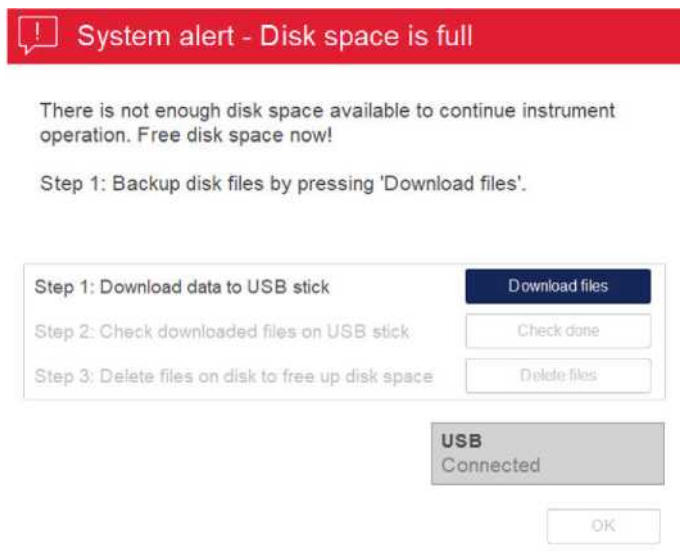 System alert - Disk space is full
There is not enough disk space available to continue instrument
operation. Free disk space now!
Step 1: Backup disk files by pressing 'Download files'.
Step 1: Download data to USB stick
Download files
Step 2: Check downloaded files on USB stick
Check done
Step 3: Delete files on disk to free up disk space
Delete files
USB
Connected
OK